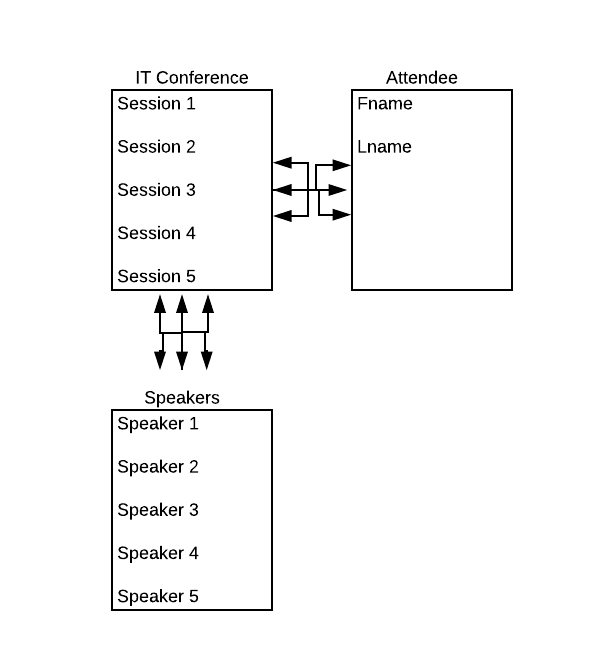 IT Conference
Session 1
Session 2
Session 3
Session 4
Session 5
Attendee
Fname
Lname
Speakers
Speaker 1
Speaker 2
Speaker 3
Speaker 4
Speaker 5